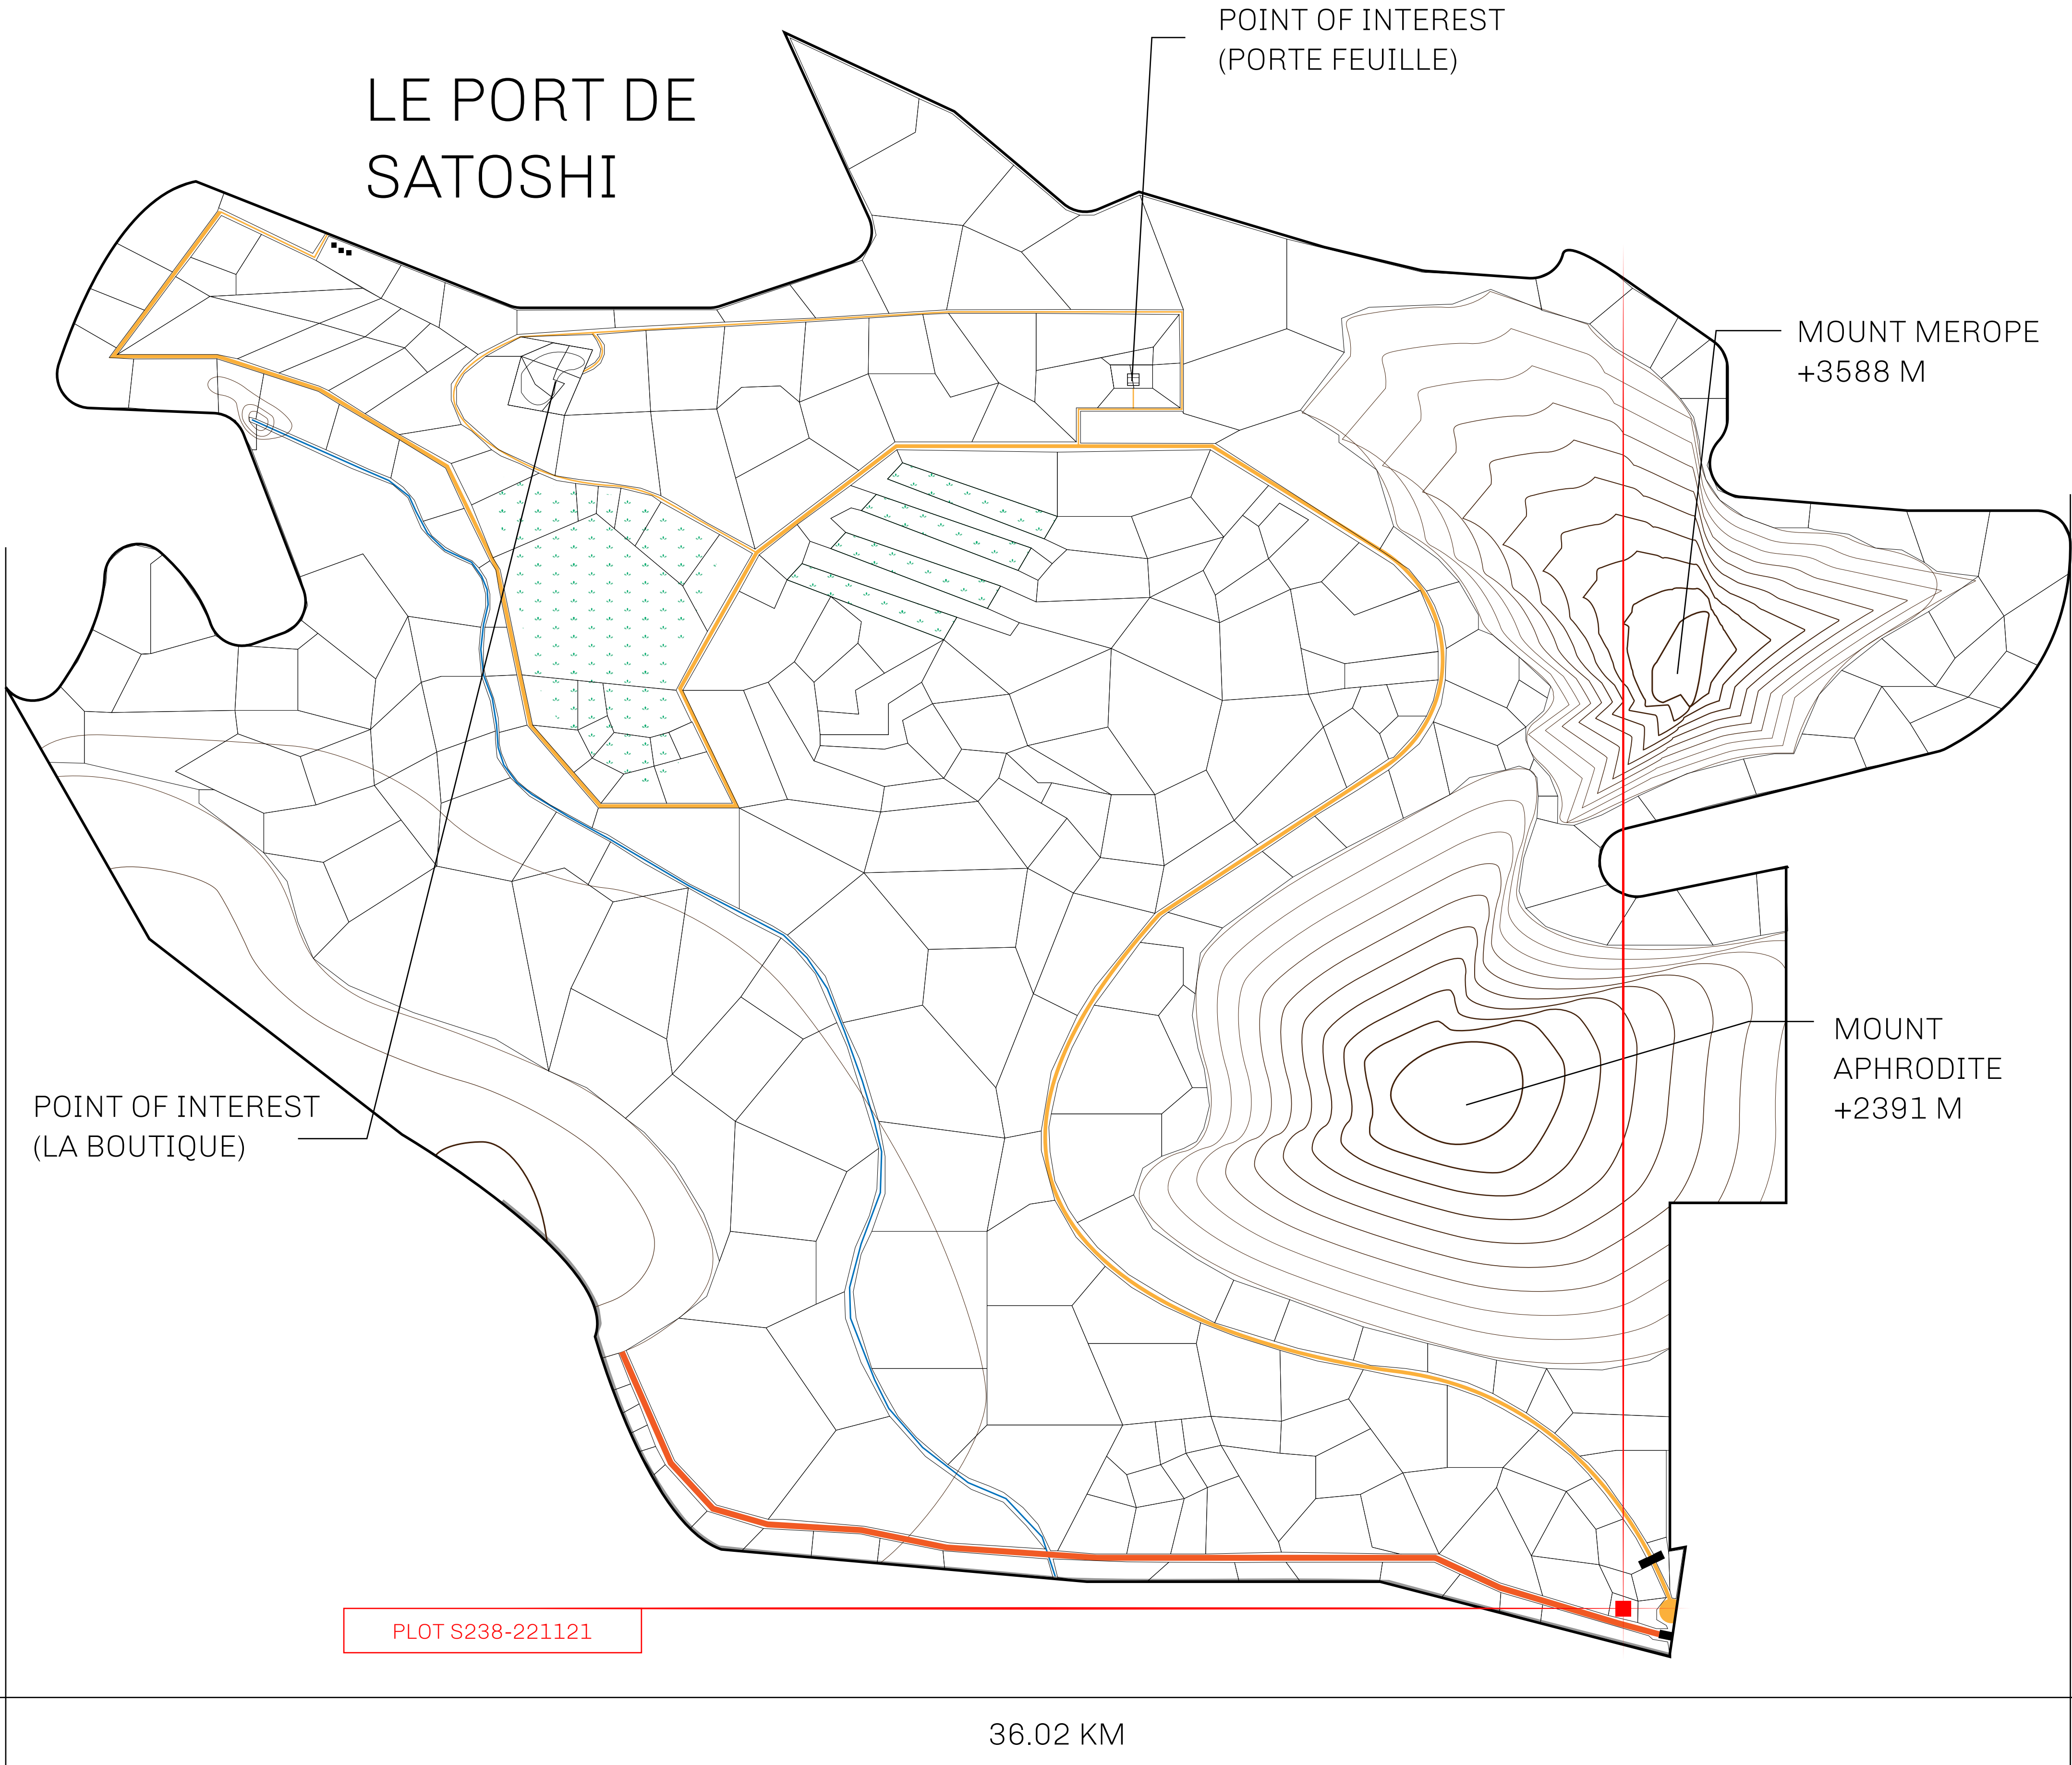 POINT OF INTEREST
(PORTE FEUILLE)
LE PORT DE
SATOSHI
MOUNT MEROPE
+3588 M
MOUNT
APHRODITE
+2391 M
POINT OF INTEREST
(LA BOUTIQUE)
PLOT S238-221121
36.02 KM